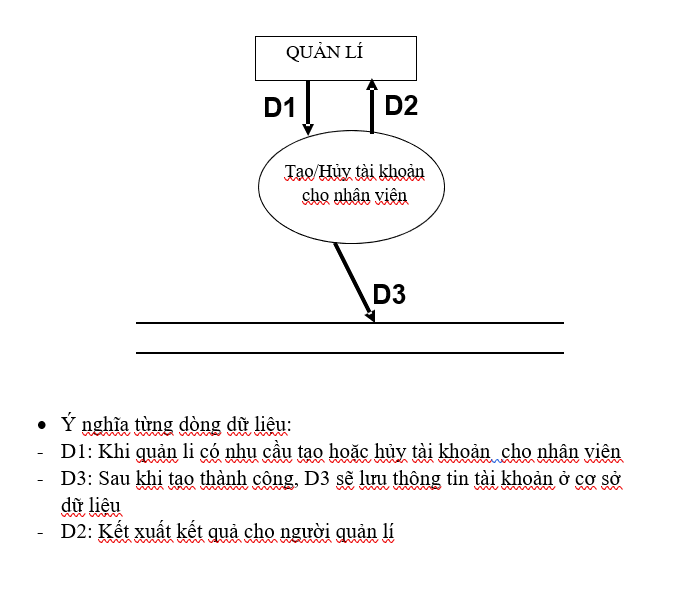 QUẢN LÍ
D1
D2
Tạo/Hủy tài khoản
cho nhân viên
D3
• Ý nghĩa từng dòng dữ liệu:
- D1: Khi quản li có nhu cầu tạo hoặc hủy tài khoản cho nhân viên
- D3: Sau khi tạo thành công, D3 sẽ lưu thông tin tài khoản ở cơ sở
dữ liệu
- D2: Kết xuất kết quả cho người quản lí